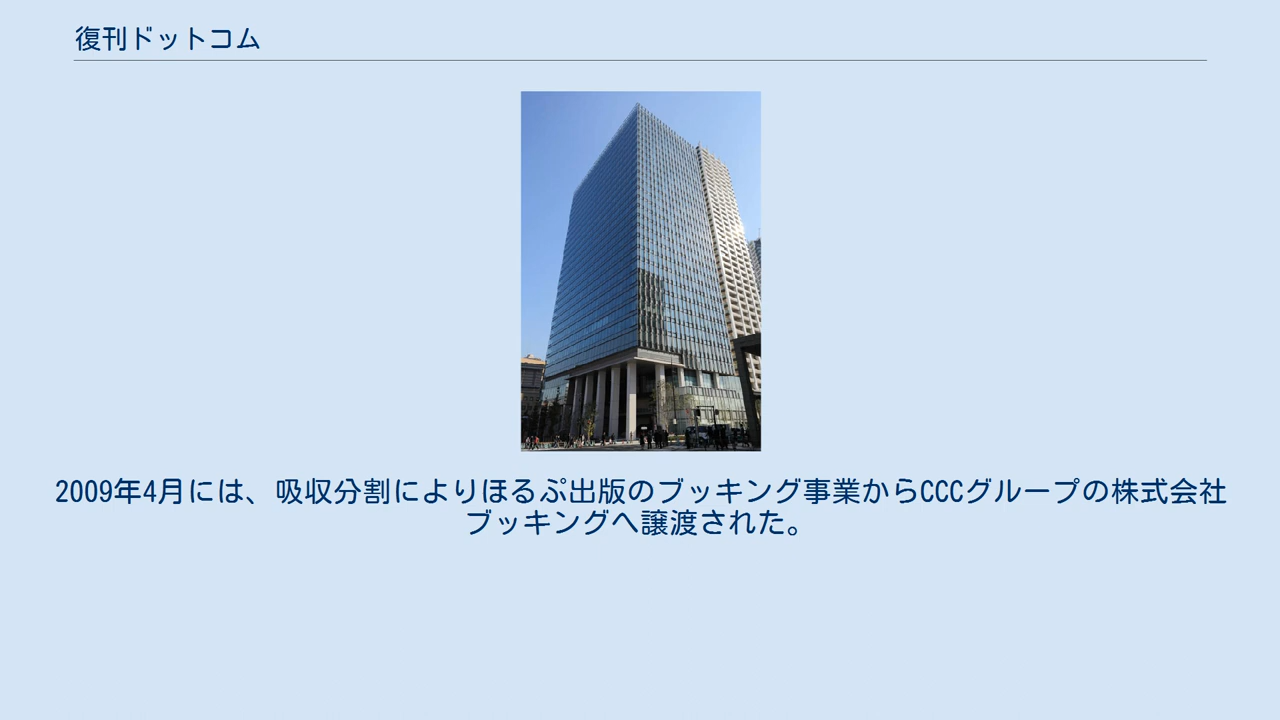 復刊ドットコム
2009年4月には、吸収分割によりほるぷ出版のブッキング事業からCCCグループの株式会社
ブッキングへ譲渡された。